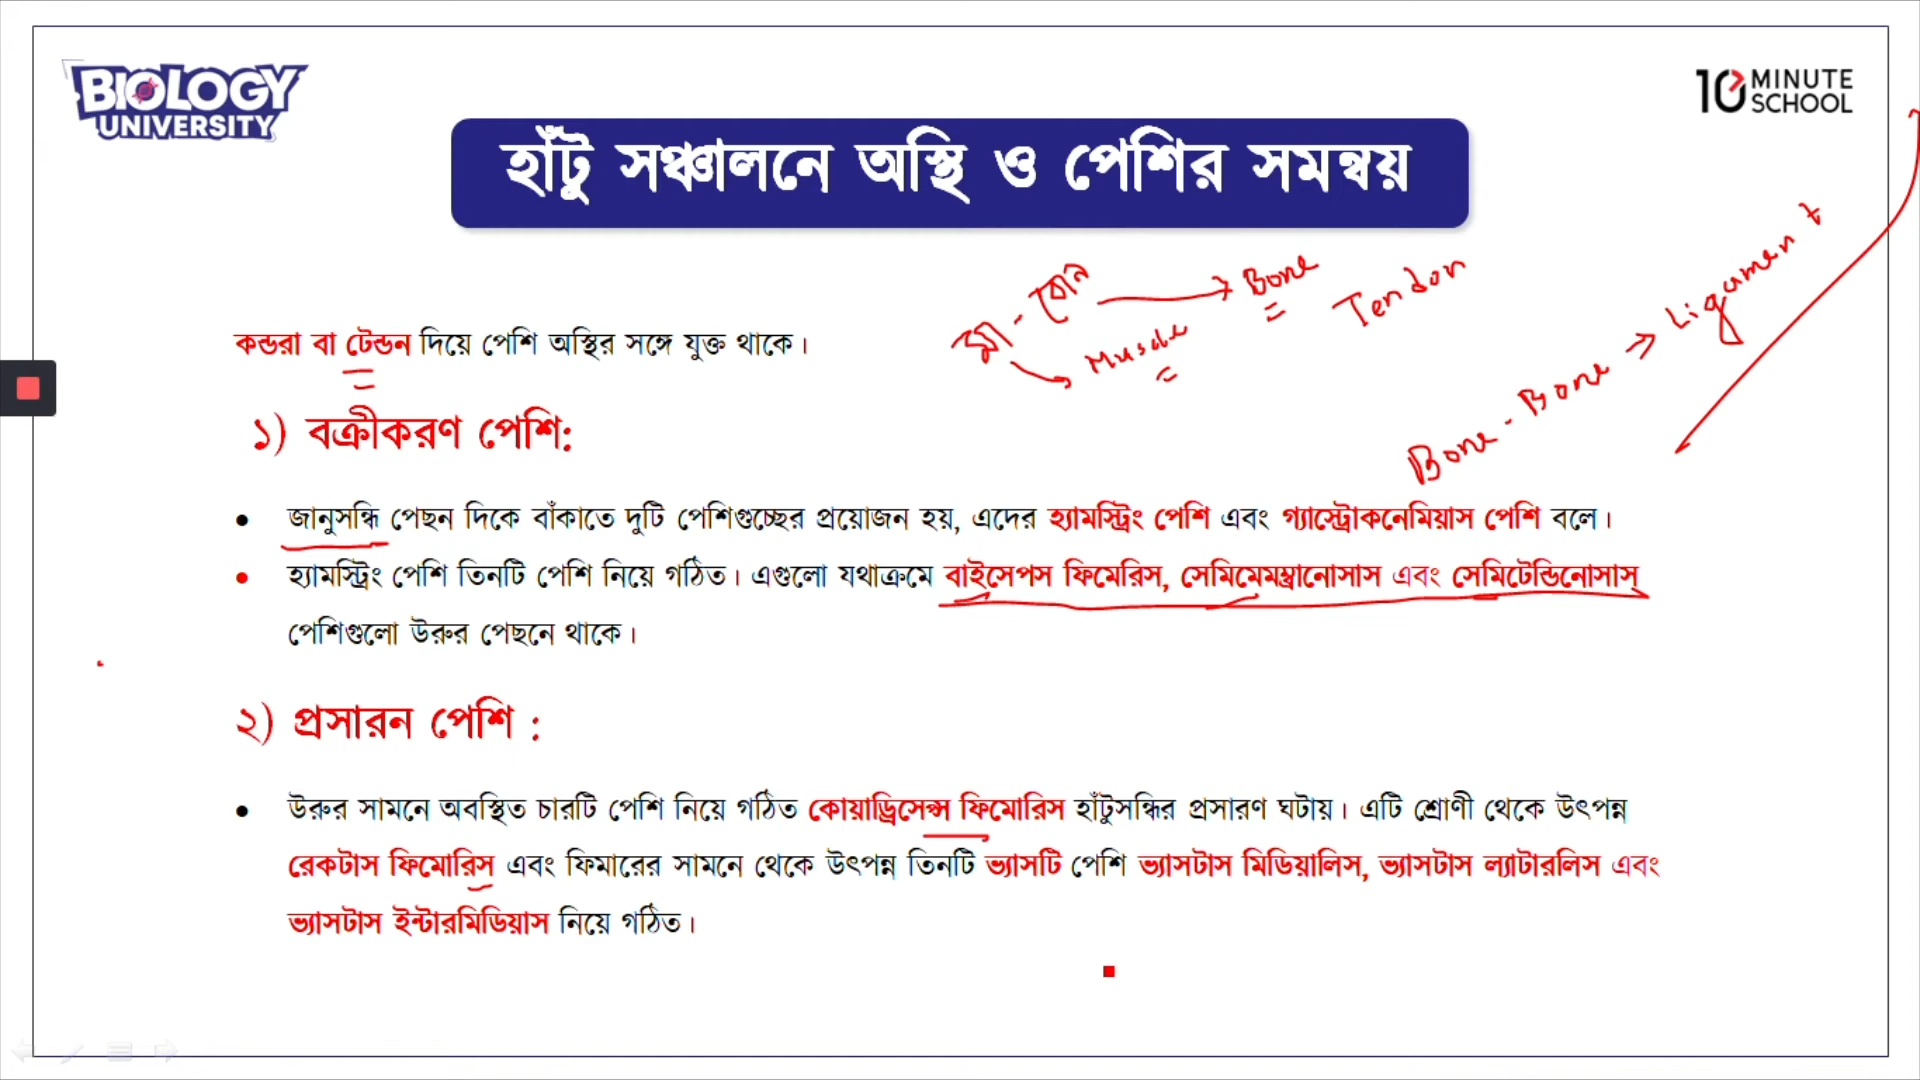 BIOLOGY
UNIVERSITY
10 MINUTE
SCHOOL
হাঁটু সঞ্চালনে অস্থি ও পেশির সমন্বয়
মা - বোন
Bone
Muscle
Tendon
Bone - Bone → Ligament
কন্ডরা বা টেন্ডন দিয়ে পেশি অস্থির সঙ্গে যুক্ত থাকে।
১) বক্রীকরণ পেশি:
• জানুসন্ধি পেছন দিকে বাঁকাতে দুটি পেশিগুচ্ছের প্রয়োজন হয়, এদের হ্যামস্ট্রিং পেশি এবং গ্যাস্ট্রোকনেমিয়াস পেশি বলে।
• হ্যামস্ট্রিং পেশি তিনটি পেশি নিয়ে গঠিত। এগুলো যথাক্রমে বাইসেপস ফিমেরিস, সেমিমেমম্ব্রানোসাস এবং সেমিটেন্ডিনোসাস্
পেশিগুলো উরুর পেছনে থাকে।
২) প্রসারন পেশি :
• উরুর সামনে অবস্থিত চারটি পেশি নিয়ে গঠিত কোয়াড্রিসেপ্স ফিমোরিস হাঁটুসন্ধির প্রসারণ ঘটায়। এটি শ্রোণী থেকে উৎপন্ন
রেকটাস ফিমোরিস এবং ফিমারের সামনে থেকে উৎপন্ন তিনটি ভ্যাসটি পেশি ভ্যাসটাস মিডিয়ালিস, ভ্যাসটাস ল্যাটারলিস এবং
ভ্যাসটাস ইন্টারমিডিয়াস নিয়ে গঠিত।